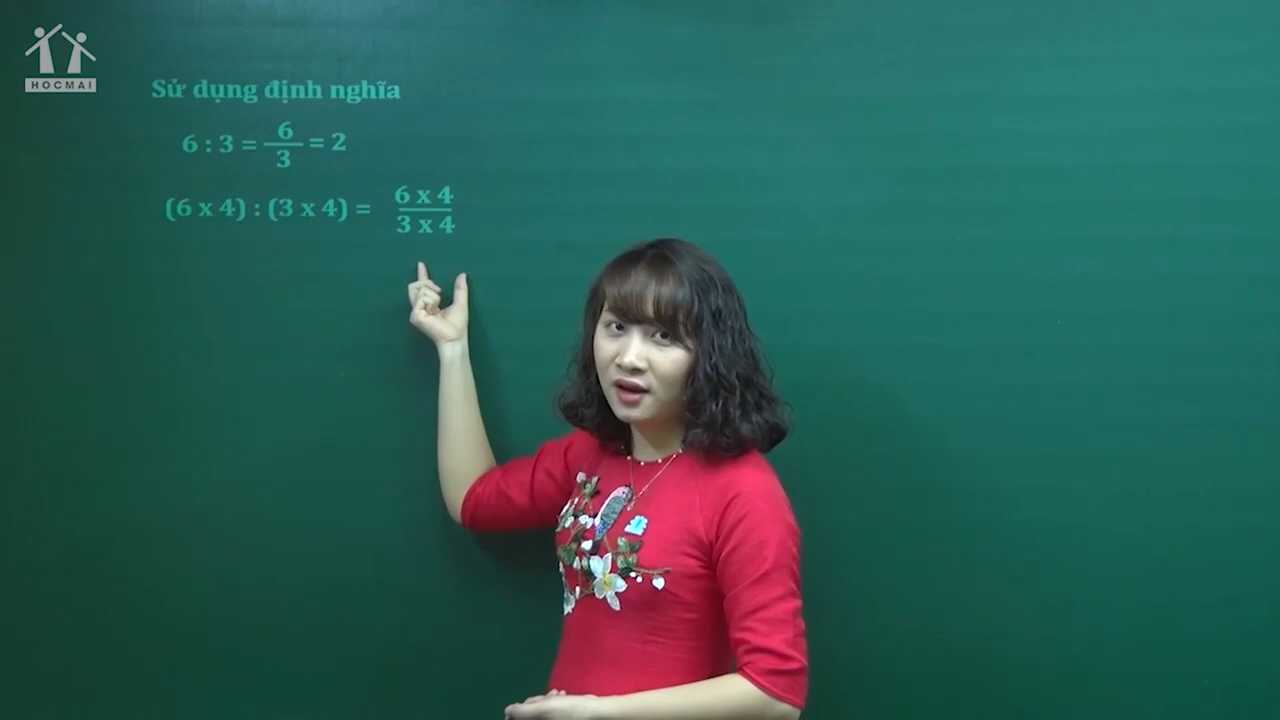 HOCMAI
Sử dụng định nghĩa
6 : 3 = 6/3 = 2
(6 x 4) : (3 x 4) = 6 x 4 / 3 x 4